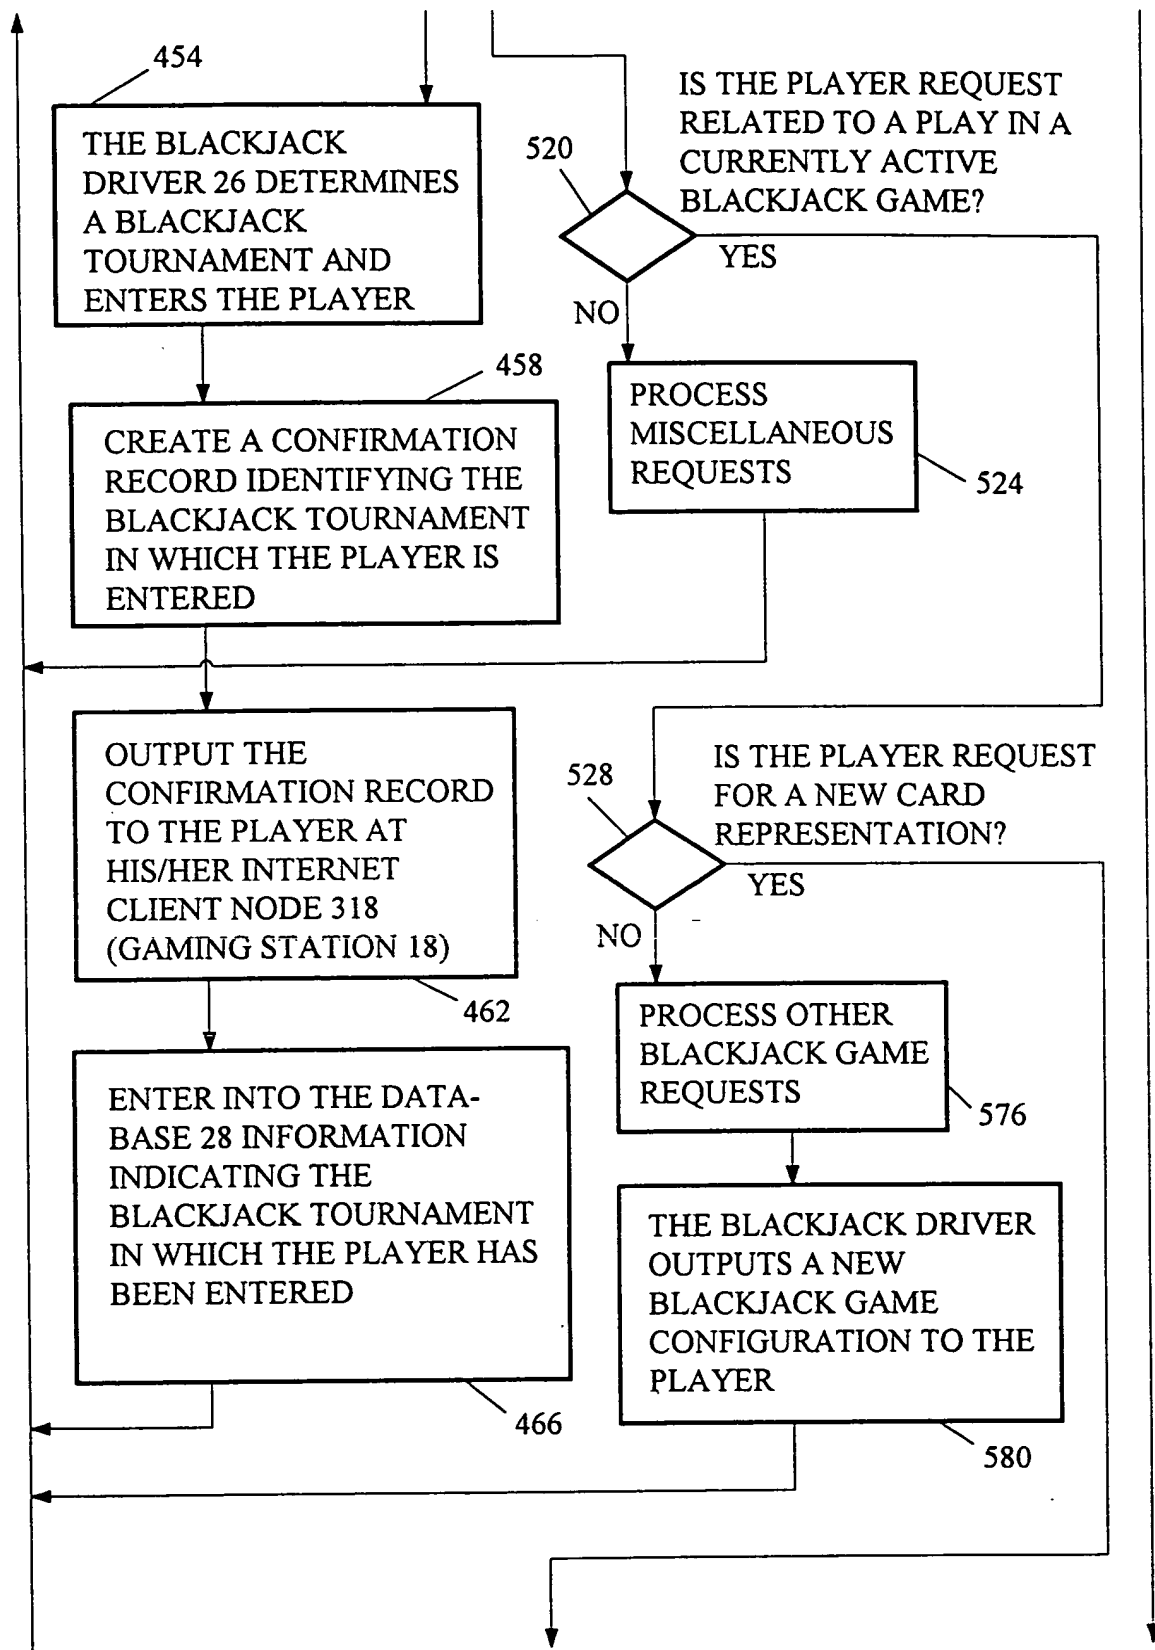 454
THE BLACKJACK
DRIVER 26 DETERMINES
A BLACKJACK
TOURNAMENT AND
ENTERS THE PLAYER
458
CREATE A CONFIRMATION
RECORD IDENTIFYING THE
BLACKJACK TOURNAMENT
IN WHICH THE PLAYER IS
ENTERED
OUTPUT THE
CONFIRMATION RECORD
TO THE PLAYER AT
HIS/HER INTERNET
CLIENT NODE 318
(GAMING STATION 18)
462
ENTER INTO THE DATA-
BASE 28 INFORMATION
INDICATING THE
BLACKJACK TOURNAMENT
IN WHICH THE PLAYER HAS
BEEN ENTERED
466
IS THE PLAYER REQUEST
RELATED TO A PLAY IN A
CURRENTLY ACTIVE
BLACKJACK GAME?
520
YES
NO
PROCESS
MISCELLANEOUS
REQUESTS
524
IS THE PLAYER REQUEST
FOR A NEW CARD
REPRESENTATION?
528
YES
NO
PROCESS OTHER
BLACKJACK GAME
REQUESTS
576
THE BLACKJACK DRIVER
OUTPUTS A NEW
BLACKJACK GAME
CONFIGURATION TO THE
PLAYER
580